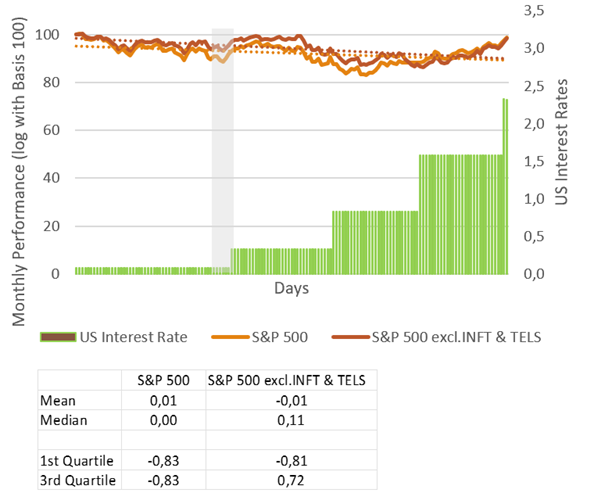 3,5
100
3,0
80
2,5
60
2,0
1,5
40
1,0
20
0,5
0
0,0
Monthly Performance (log with Basis 100)
US Interest Rates
Days
US Interest Rate S&P 500 S&P 500 excl.INFT & TELS
S&P 500 S&P 500 excl.INFT & TELS
Mean 0,01 -0,01
Median 0,00 0,11
1st Quartile -0,83 -0,81
3rd Quartile -0,83 0,72